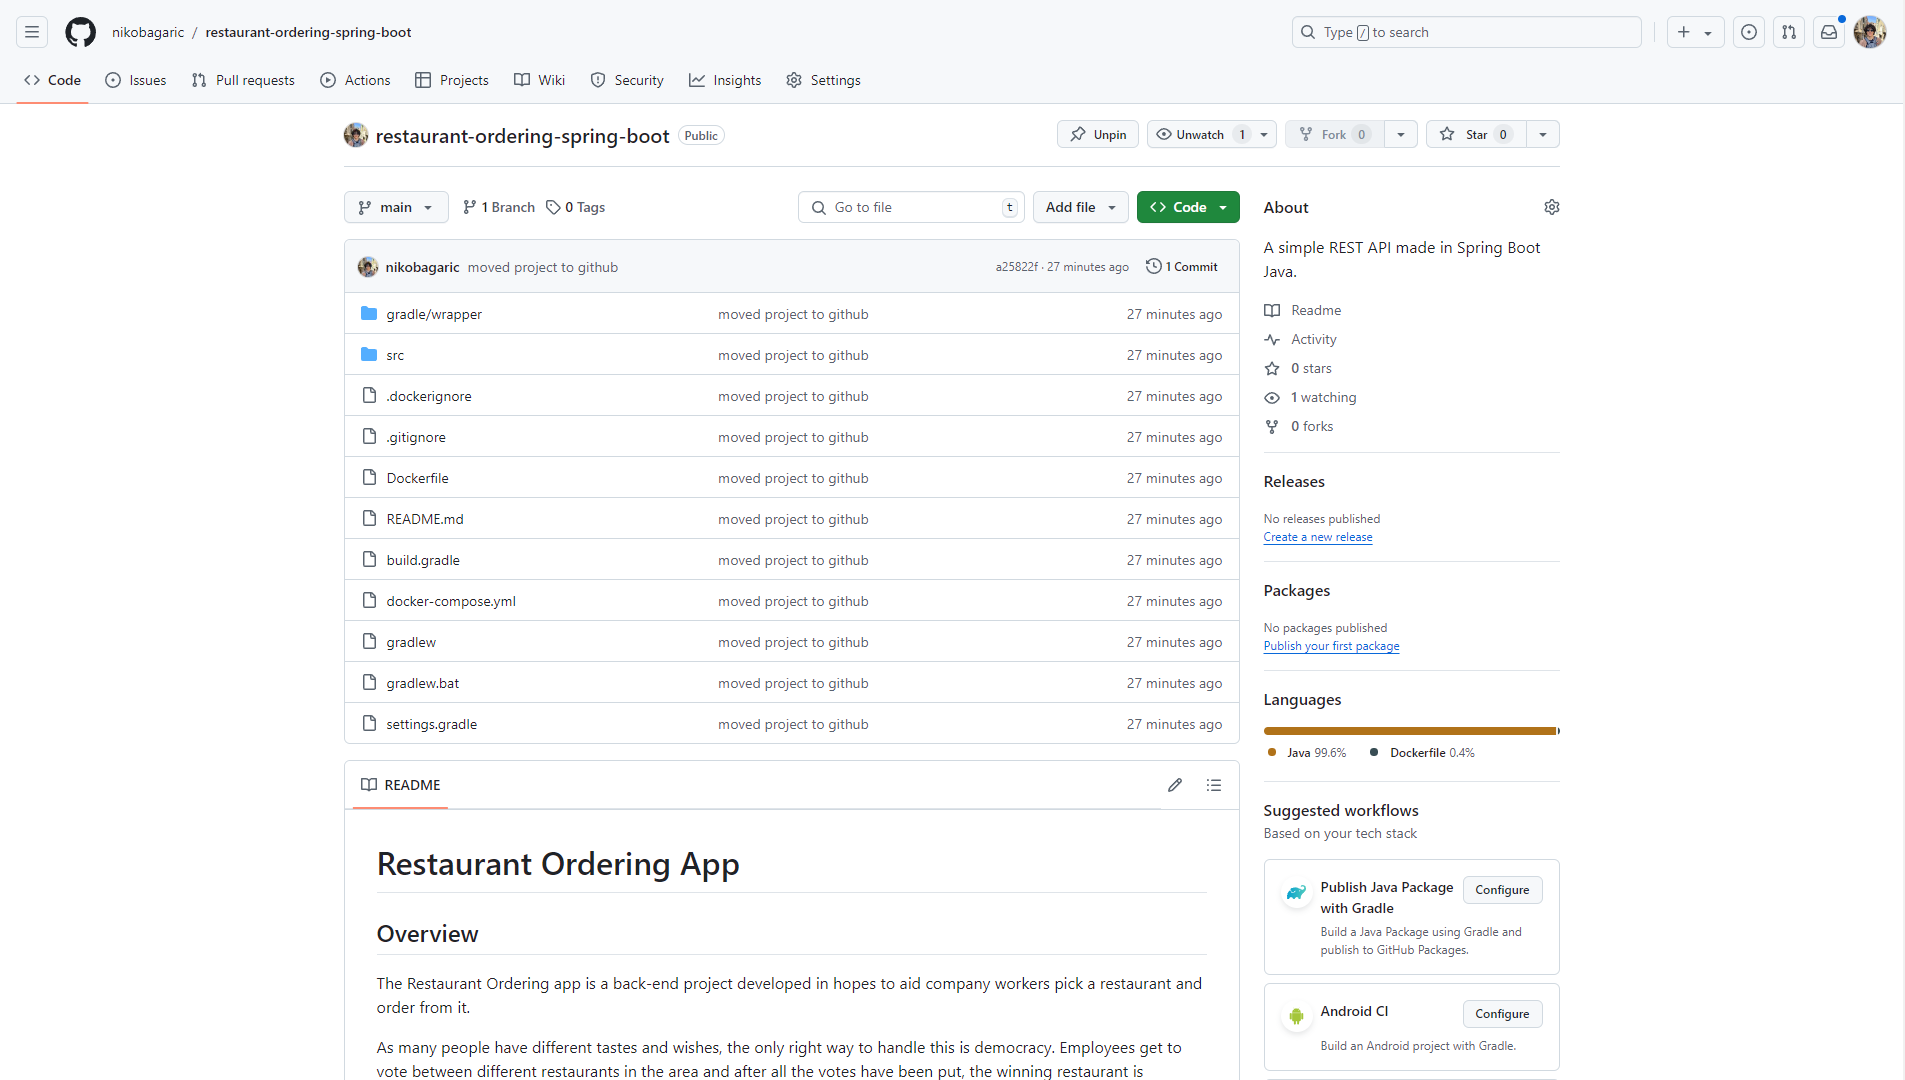 nikobagaric / restaurant-ordering-spring-boot
Type / to search
Code Issues Pull requests Actions Projects Wiki Security Insights Settings
restaurant-ordering-spring-boot Public
Unpin Unwatch 1 Fork 0 Star 0
main 1 Branch 0 Tags Go to file t Add file Code
nikobagaric moved project to github a25822f · 27 minutes ago 1 Commit
gradle/wrapper moved project to github 27 minutes ago
src moved project to github 27 minutes ago
.dockerignore moved project to github 27 minutes ago
.gitignore moved project to github 27 minutes ago
Dockerfile moved project to github 27 minutes ago
README.md moved project to github 27 minutes ago
build.gradle moved project to github 27 minutes ago
docker-compose.yml moved project to github 27 minutes ago
gradlew moved project to github 27 minutes ago
gradlew.bat moved project to github 27 minutes ago
settings.gradle moved project to github 27 minutes ago
README
Restaurant Ordering App
Overview
The Restaurant Ordering app is a back-end project developed in hopes to aid company workers pick a restaurant and
order from it.
As many people have different tastes and wishes, the only right way to handle this is democracy. Employees get to
vote between different restaurants in the area and after all the votes have been put, the winning restaurant is
About
A simple REST API made in Spring Boot
Java.
Readme
Activity
0 stars
1 watching
0 forks
Releases
No releases published
Create a new release
Packages
No packages published
Publish your first package
Languages
Java 99.6% Dockerfile 0.4%
Suggested workflows
Based on your tech stack
Publish Java Package
with Gradle
Configure
Build a Java Package using Gradle and
publish to GitHub Packages.
Android CI
Configure
Build an Android project with Gradle.